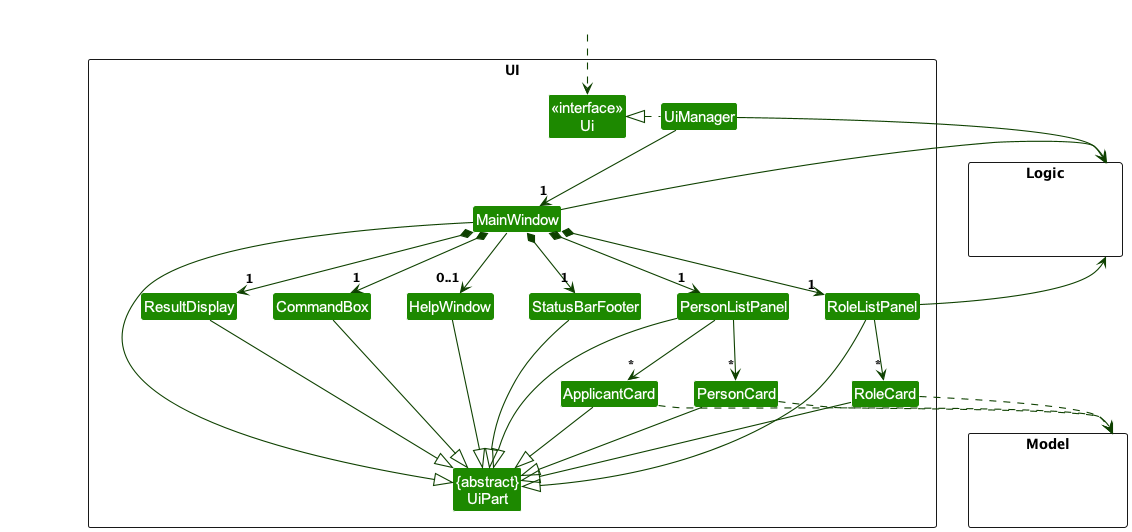 UI
«interface»
Ui
UiManager
Logic
1
MainWindow
1
1
0..1
1
1
1
ResultDisplay
CommandBox
HelpWindow
StatusBarFooter
PersonListPanel
RoleListPanel
*
*
*
ApplicantCard
PersonCard
RoleCard
Model
{abstract}
UiPart